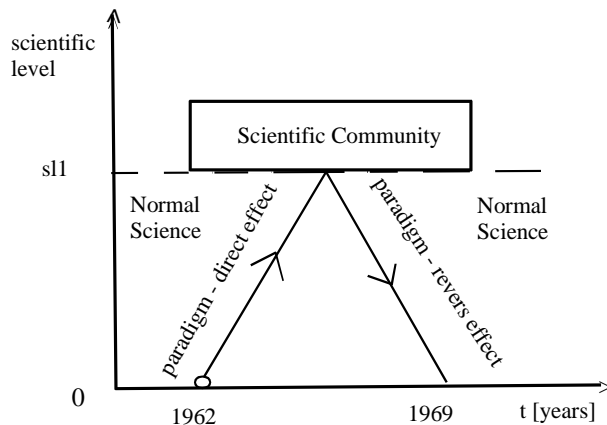 scientific
level
Scientific Community
sl1
Normal
Science
paradigm - direct effect
paradigm - revers effect
Normal
Science
0
1962
1969
t [years]